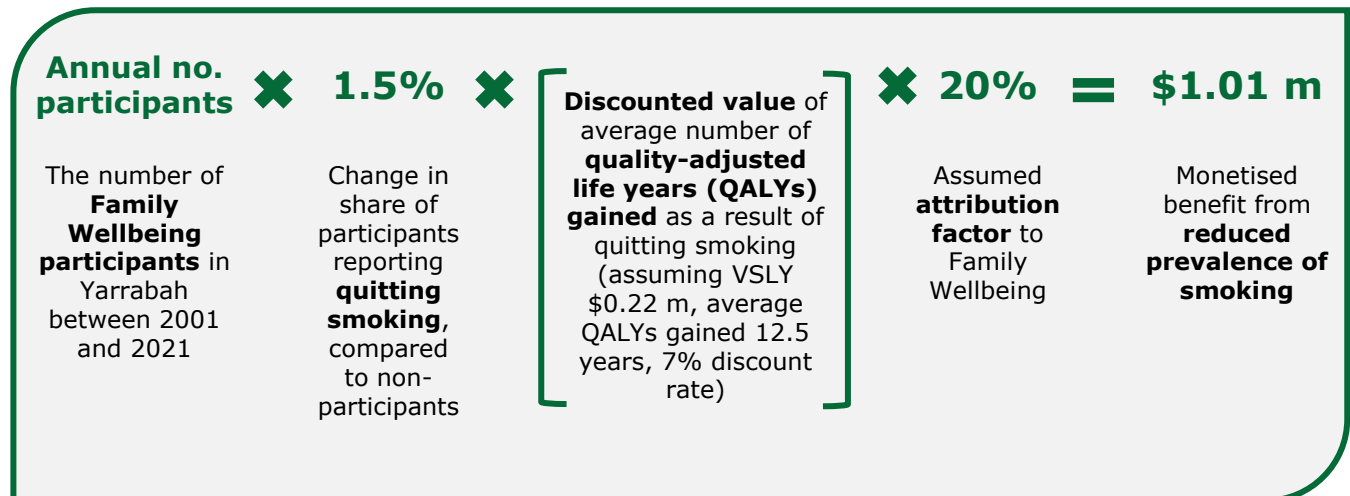 Annual no.
participants
✖
1.5%
✖
Discounted value of
average number of
quality-adjusted
life years (QALYs)
gained as a result of
quitting smoking
(assuming VSLY
$0.22 m, average
QALYs gained 12.5
years, 7% discount
rate)
✖
20%
=
$1.01 m
The number of
Family
Wellbeing
participants in
Yarrabah
between 2001
and 2021
Change in
share of
participants
reporting
quitting
smoking,
compared
to non-
participants
Assumed
attribution
factor to
Family
Wellbeing
Monetised
benefit from
reduced
prevalence of
smoking